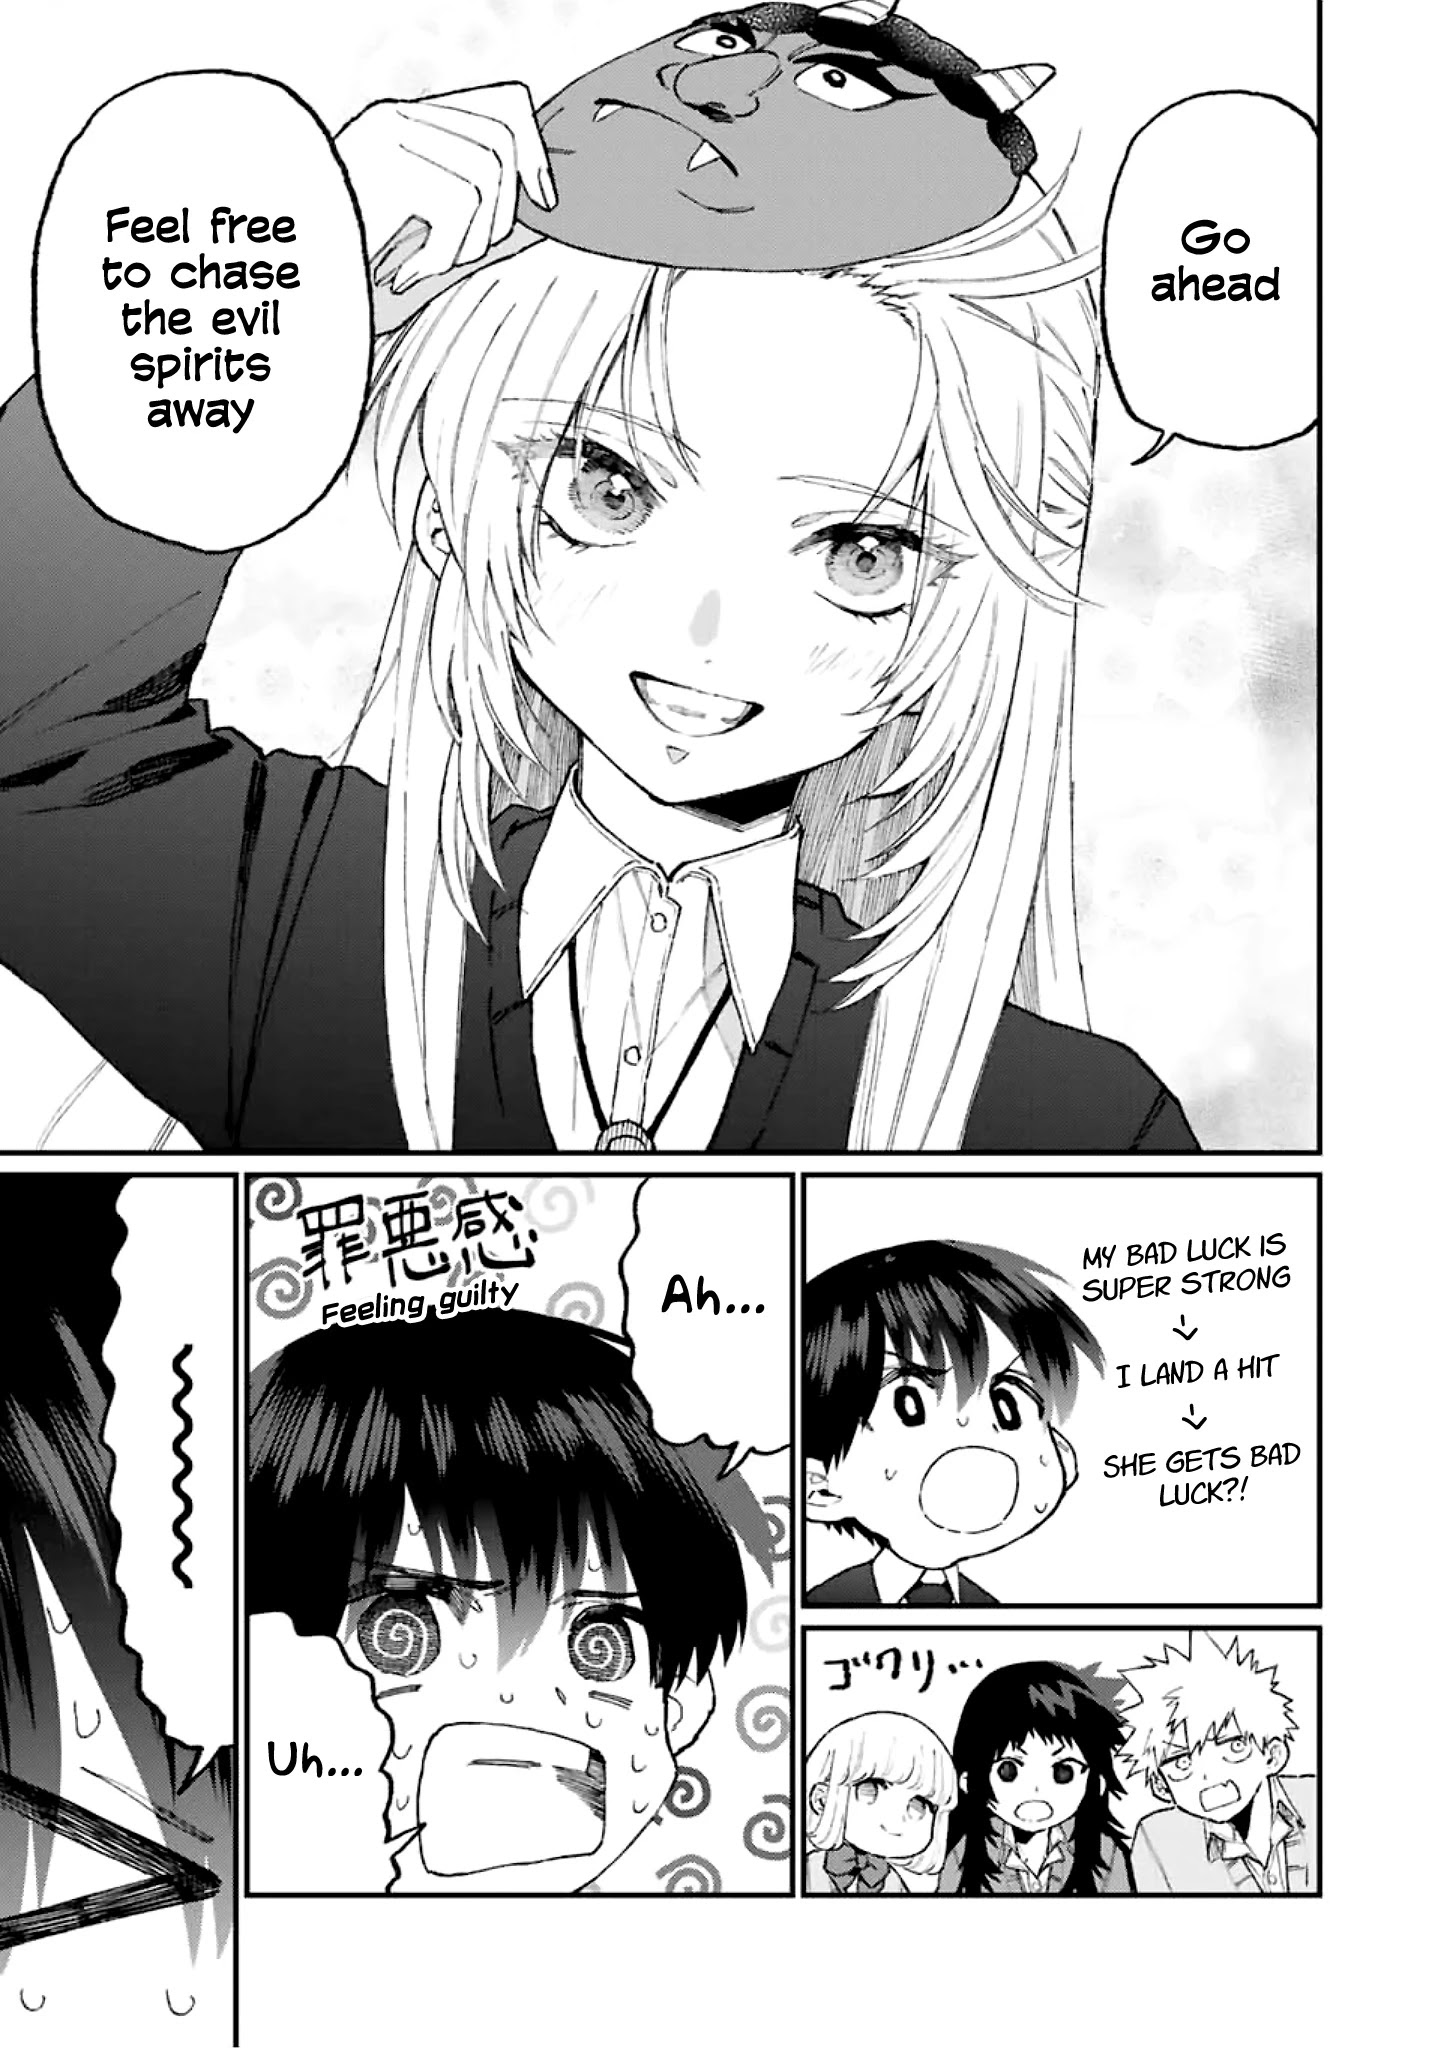 Go
ahead
Feel free
to chase
the evil
spirits
away
MY BAD LUCK IS
SUPER STRONG
I LAND A HIT
SHE GETS BAD
LUCK?!
ゴクリ…
Ah...
罪悪感
Feeling guilty
Uh...